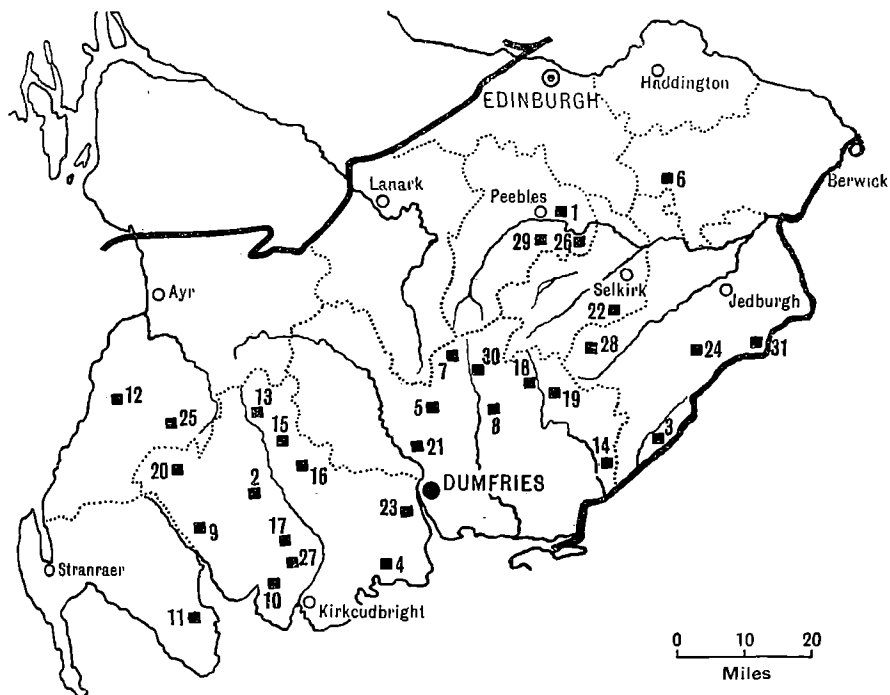 Haddington
EDINBURGH
Berwick
6
Lanark
Peebles
1
29
26
Selkirk
Ayr
Jedburgh
22
28
24
31
7
30
18
12
13
19
5
8
25
15
3
21
14
20
16
2
DUMFRIES
23
9
17
Stranraer
27
4
10
Kirkcudbright
11
0 10 20
Miles